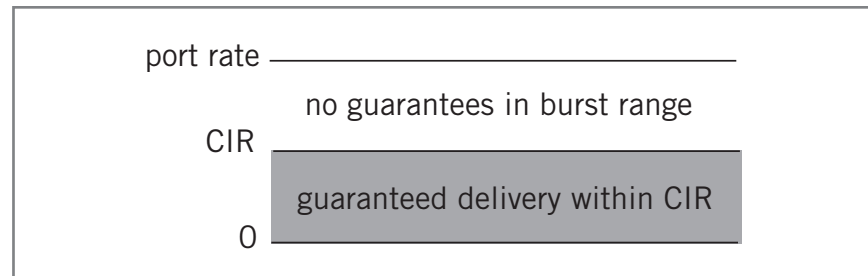 port rate
no guarantees in burst range
CIR
guaranteed delivery within CIR
0